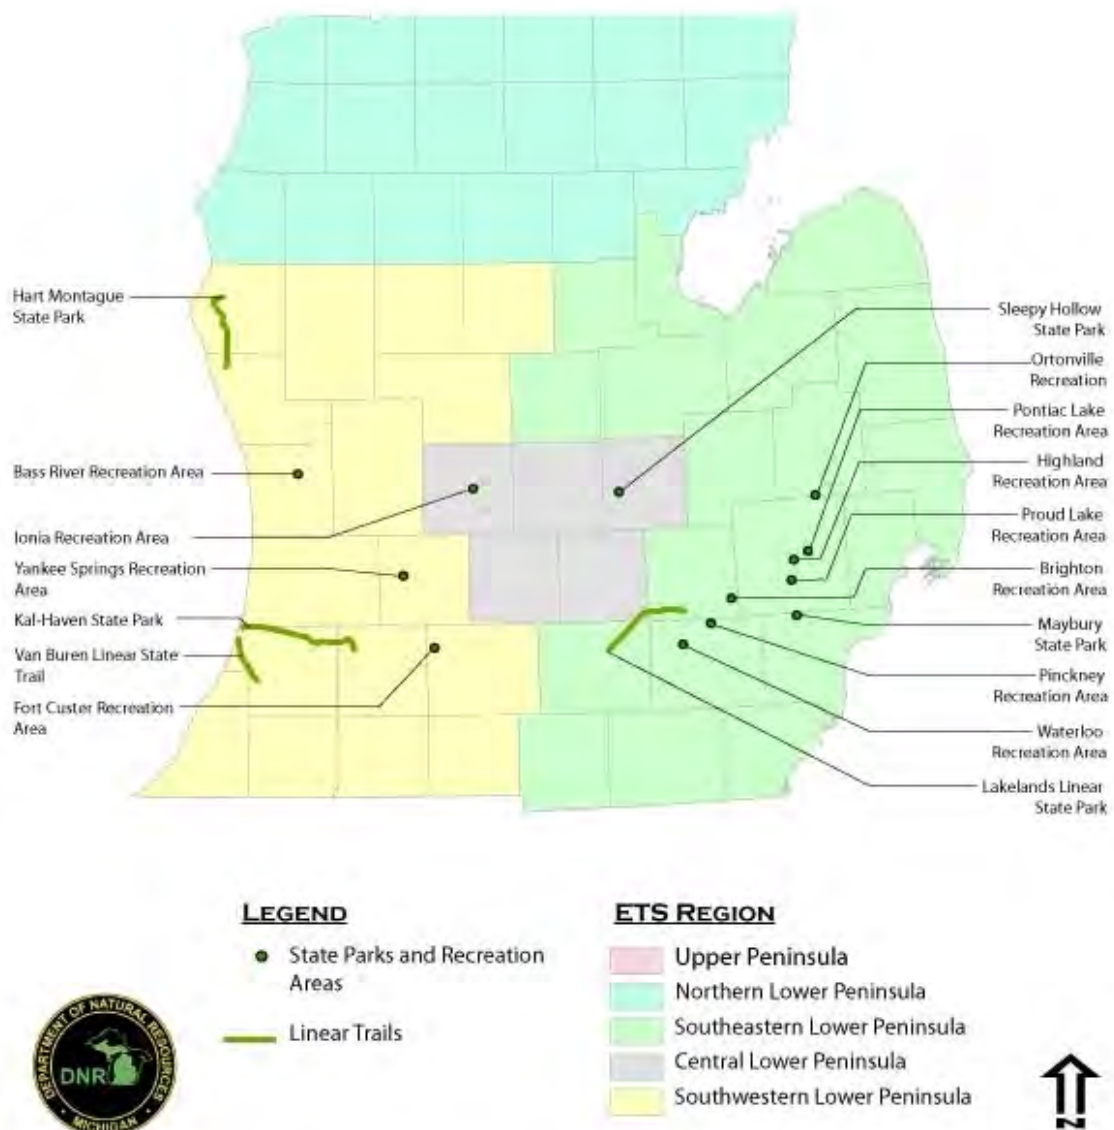 Hart Montague
State Park
Bass River Recreation Area
Ionia Recreation Area
Yankee Springs Recreation
Area
Kal-Haven State Park
Van Buren Linear State
Trail
Fort Custer Recreation
Area
Sleepy Hollow
State Park
Ortonville
Recreation
Pontiac Lake
Recreation Area
Highland
Recreation Area
Proud Lake
Recreation Area
Brighton
Recreation Area
Maybury
State Park
Pinckney
Recreation Area
Waterloo
Recreation Area
Lakelands Linear
State Park
LEGEND
State Parks and Recreation
Areas
Linear Trails
ETS REGION
Upper Peninsula
Northern Lower Peninsula
Southeastern Lower Peninsula
Central Lower Peninsula
Southwestern Lower Peninsula
DEPARTMENT OF NATURAL RESOURCES
DNR
MICHIGAN
N